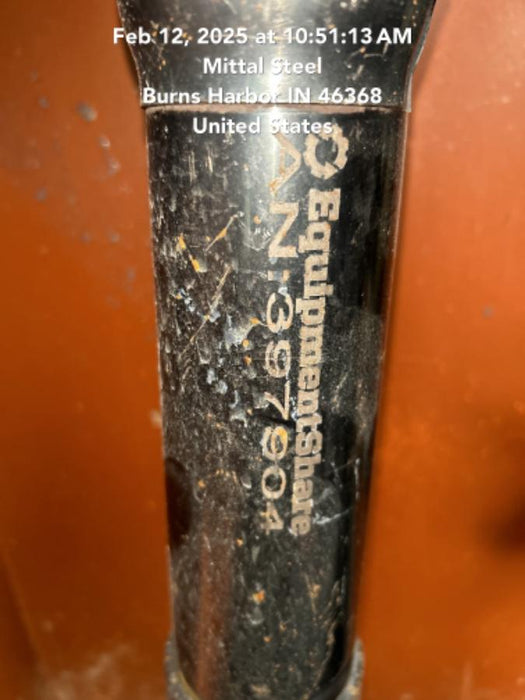 Feb 12, 2025 at 10:51:13 AM
Mittal Steel
Burns Harbor IN 46368
United States
EquipmentShare
AN:397904